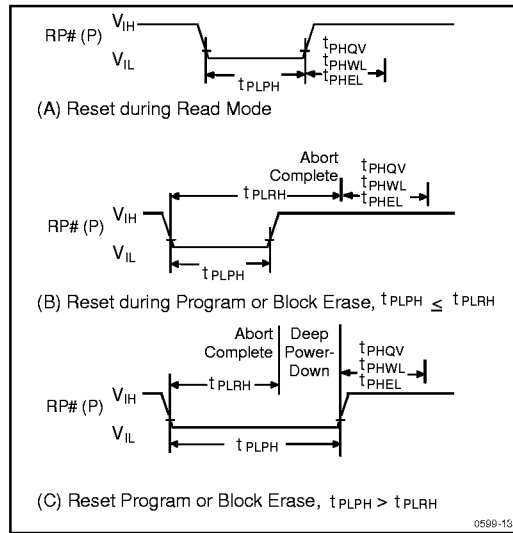 RP# (P)
VIH
VIL
tPLPH
tPHQV
tPHWL
tPHEL
(A) Reset during Read Mode
Abort
Complete
tPHQV
tPHWL
tPHEL
tPLRH
RP# (P)
VIH
VIL
tPLPH
(B) Reset during Program or Block Erase, tPLPH ≤ tPLRH
Abort
Complete
Deep
Power-
Down
tPHQV
tPHWL
tPHEL
tPLRH
RP# (P)
VIH
VIL
tPLPH
(C) Reset Program or Block Erase, tPLPH > tPLRH
0599-13